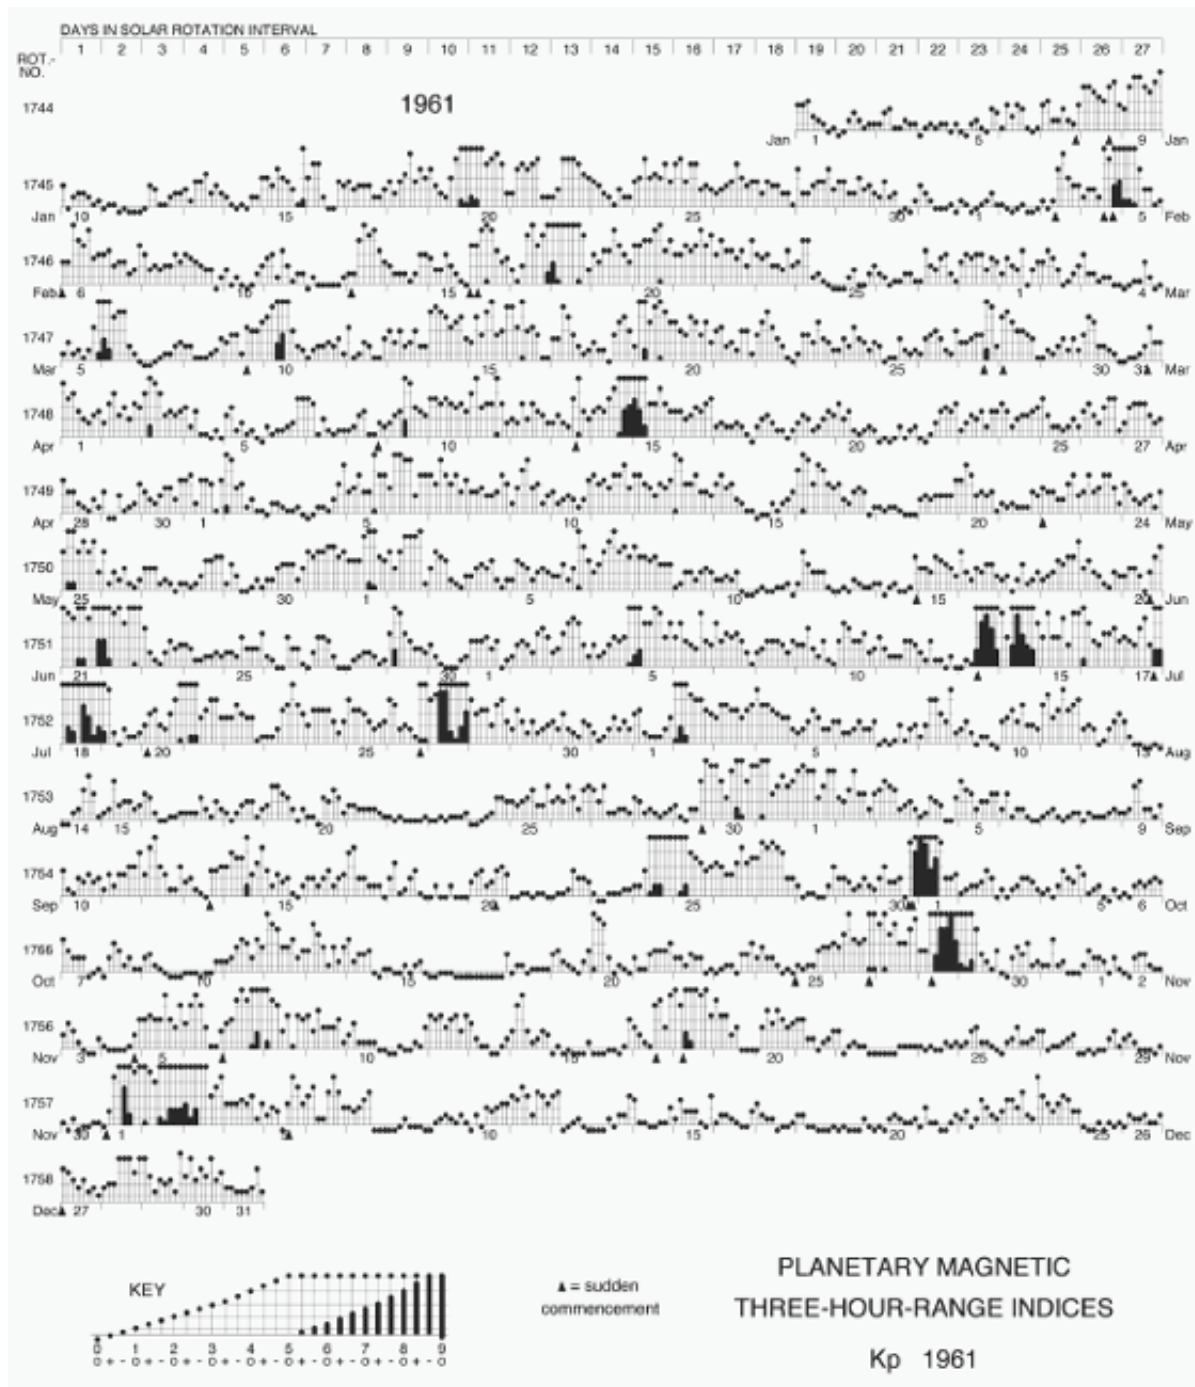 DAYS IN SOLAR ROTATION INTERVAL
1 2 3 4 5 6 7 8 9 10 11 12 13 14 15 16 17 18 19 20 21 22 23 24 25 26 27
ROT.-
NO.
1744 1961
Jan 1 5 9 Jan
1745
Jan 10 15 20 25 30 1 5 Feb
1746
Feb 6 10 15 20 25 1 4 Mar
1747
Mar 5 10 15 20 25 30 31 Mar
1748
Apr 1 5 10 15 20 25 27 Apr
1749
Apr 28 30 1 5 10 15 20 24 May
1750
May 25 30 1 5 10 15 20 Jun
1751
Jun 21 25 30 1 5 10 15 17 Jul
1752
Jul 18 20 25 30 1 5 10 13 Aug
1753
Aug 14 15 20 25 30 1 5 9 Sep
1754
Sep 10 15 20 25 30 1 5 6 Oct
1755
Oct 7 10 15 20 25 30 1 2 Nov
1756
Nov 3 5 10 15 20 25 29 Nov
1757
Nov 30 1 5 10 15 20 25 26 Dec
1758
Dec 27 30 31
KEY
0 1 2 3 4 5 6 7 8 9
o + - o + - o + - o + - o + - o + - o + - o + - o + - o
▲ = sudden
commencement
PLANETARY MAGNETIC
THREE-HOUR-RANGE INDICES
Kp 1961